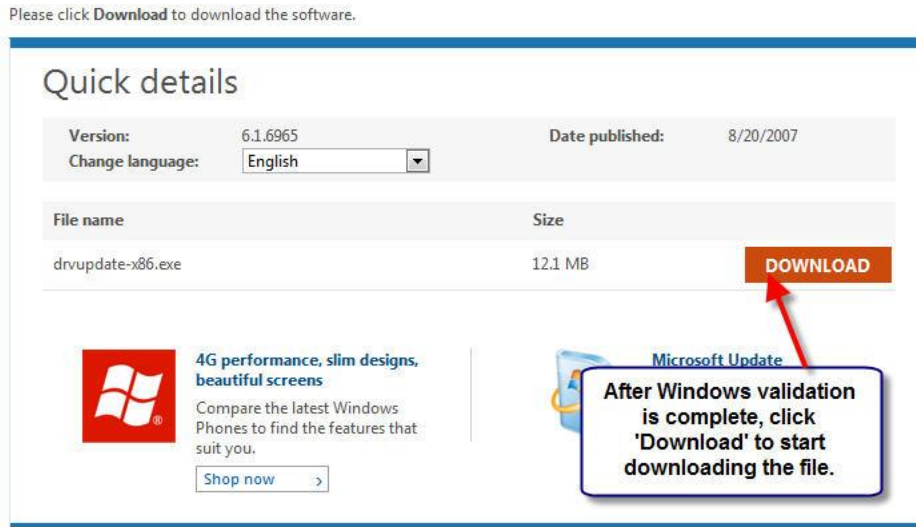 Please click Download to download the software.
Quick details
Version: 6.1.6965 Date published: 8/20/2007
Change language: English
File name Size
drvupdate-x86.exe 12.1 MB DOWNLOAD
4G performance, slim designs,
beautiful screens
Compare the latest Windows
Phones to find the features that
suit you.
Shop now ›
®
Microsoft Update
After Windows validation
is complete, click
'Download' to start
downloading the file.